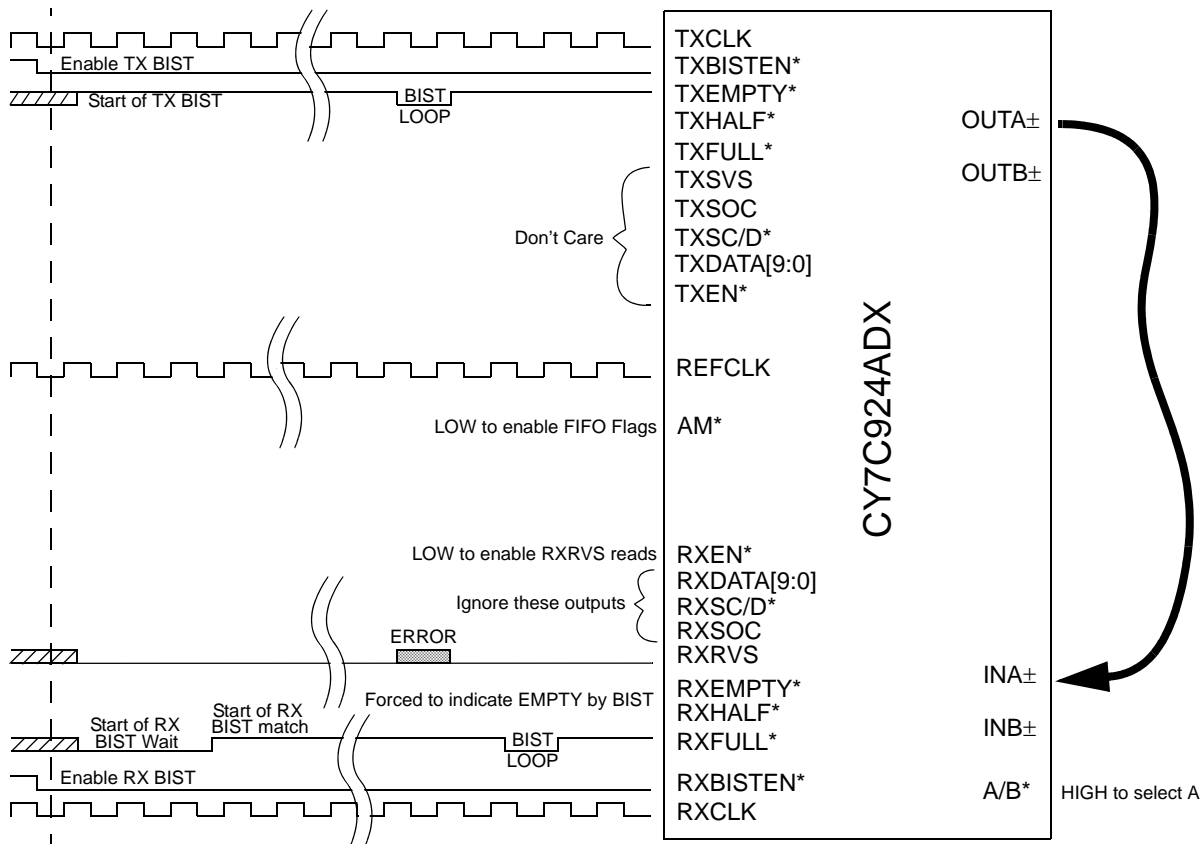 TXCLK
Enable TX BIST
TXBISTEN*
Start of TX BIST
BIST
LOOP
TXEMPTY*
TXHALF*
OUTA±
TXFULL*
OUTB±
TXSVS
TXSOC
Don't Care
TXSC/D*
TXDATA[9:0]
TXEN*
CY7C924ADX
REFCLK
LOW to enable FIFO Flags
AM*
LOW to enable RXRVS reads
RXEN*
RXDATA[9:0]
Ignore these outputs
RXSC/D*
RXSOC
ERROR
RXRVS
INA±
Forced to indicate EMPTY by BIST
RXEMPTY*
RXHALF*
Start of RX
BIST Wait
Start of RX
BIST match
BIST
LOOP
RXFULL*
INB±
Enable RX BIST
RXBISTEN*
A/B*
HIGH to select A
RXCLK